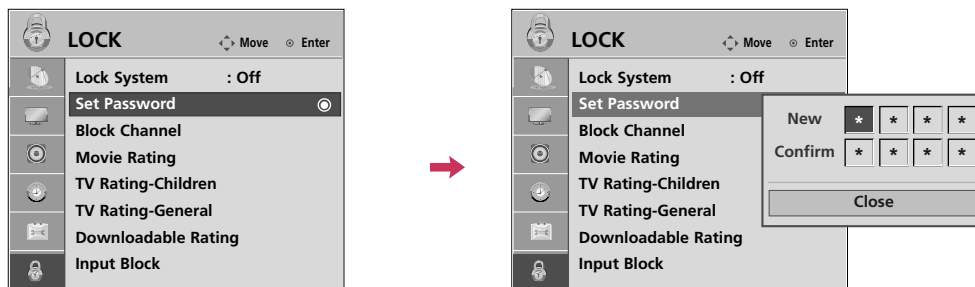 LOCK
Move
Enter
Lock System : Off
Set Password
Block Channel
Movie Rating
TV Rating-Children
TV Rating-General
Downloadable Rating
Input Block
LOCK
Move
Enter
Lock System : Off
Set Password
Block Channel
Movie Rating
TV Rating-Children
TV Rating-General
Downloadable Rating
Input Block
New * * * *
Confirm * * * *
Close